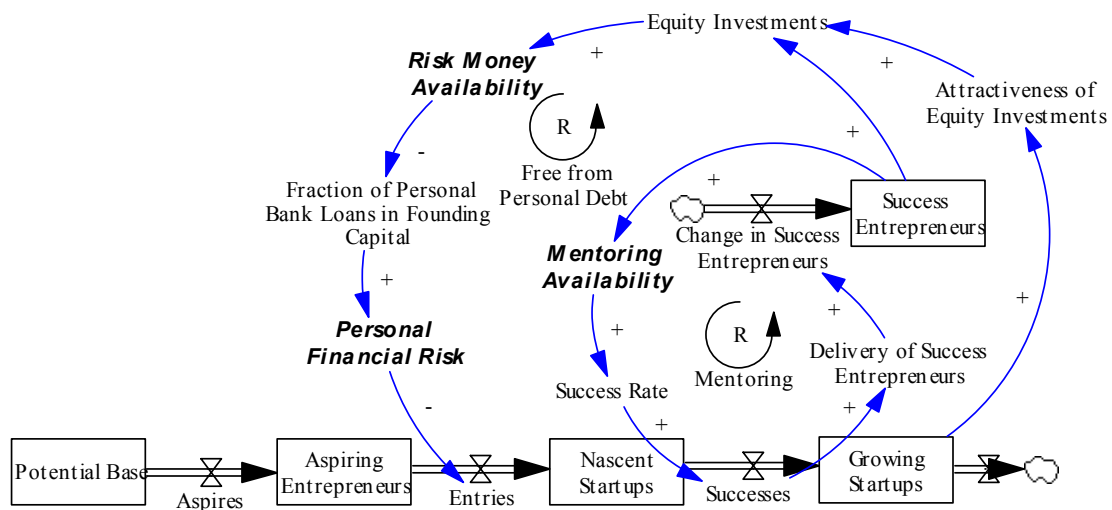 Equity Investments
+
Risk Money
Availability
+
Attractiveness of
Equity Investments
R
+
-
Free from
Personal Debt
+
Fraction of Personal
Bank Loans in Founding
Capital
Success
Entrepreneurs
Change in Success
Entrepreneurs
Mentoring
Availability
+
+
+
Personal
Financial Risk
+
R
Delivery of Success
Entrepreneurs
Mentoring
Success Rate
-
+
+
Potential Base
Aspires
Aspiring
Entrepreneurs
Entries
Nascent
Startups
Successes
Growing
Startups